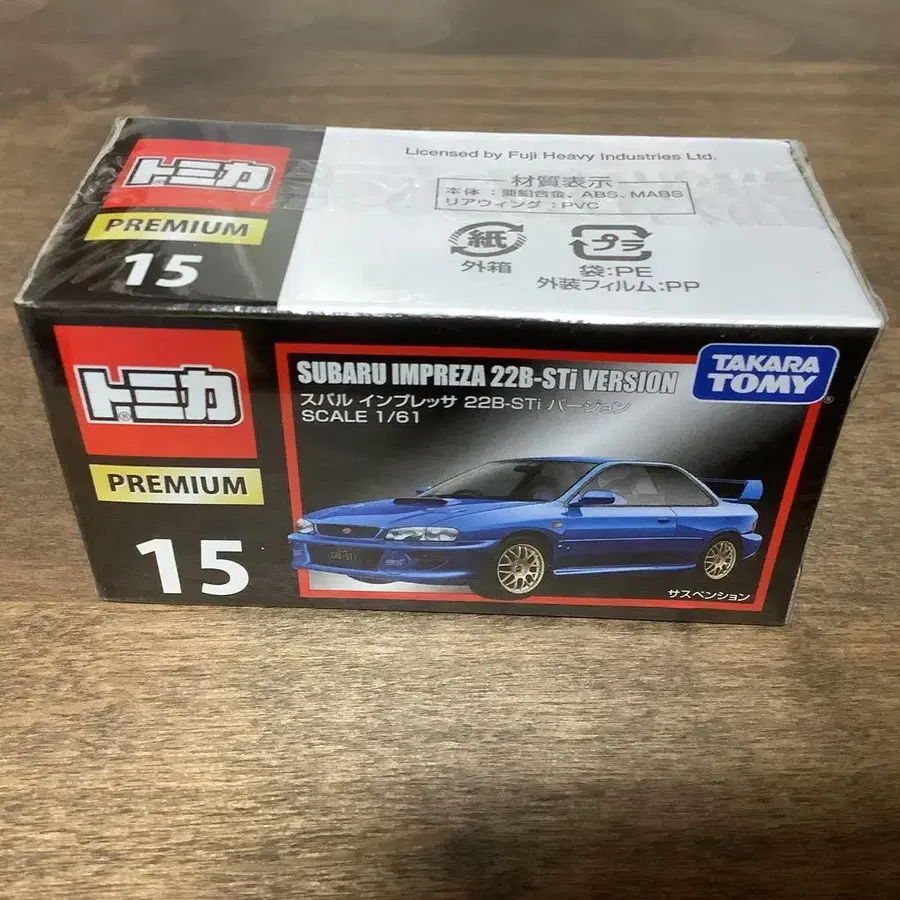 トミカ
PREMIUM
15
Licensed by Fuji Heavy Industries Ltd.
材質表示
本体：亜鉛合金、ABS、MABS
リアウィング：PVC
紙
外箱
プラ
袋:PE
外装フィルム:PP
トミカ®
PREMIUM
15
SUBARU IMPREZA 22B-STi VERSION
スバル インプレッサ 22B-STi バージョン
SCALE 1/61
TAKARA
TOMY®
22B-STi
サスペンション